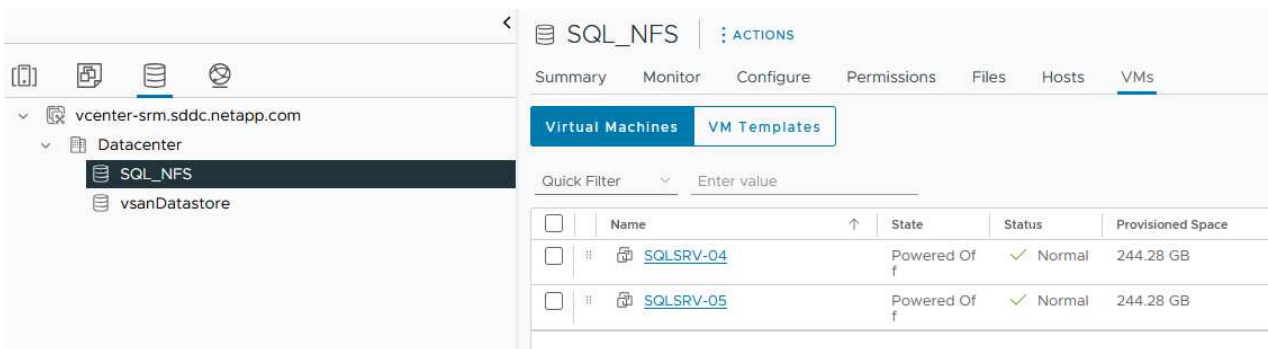 SQL_NFS
ACTIONS
Summary Monitor Configure Permissions Files Hosts VMs
vcenter-srm.sddc.netapp.com
Datacenter
SQL_NFS
vsanDatastore
Virtual Machines VM Templates
Quick Filter Enter value
Name State Status Provisioned Space
SQLSRV-04 Powered Of Normal 244.28 GB
f
SQLSRV-05 Powered Of Normal 244.28 GB
f